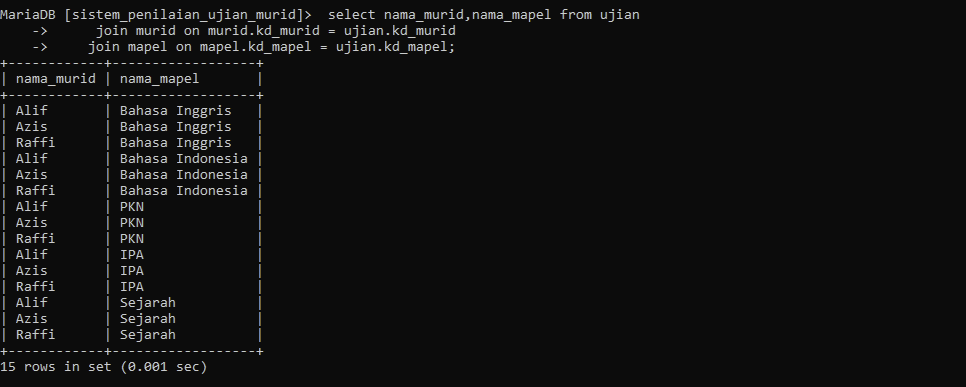 MariaDB [sistem_penilaian_ujian_murid]>  select nama_murid,nama_mapel from ujian
    ->      join murid on murid.kd_murid = ujian.kd_murid
    ->     join mapel on mapel.kd_mapel = ujian.kd_mapel;
+------------+------------------+
| nama_murid | nama_mapel       |
+------------+------------------+
| Alif       | Bahasa Inggris   |
| Azis       | Bahasa Inggris   |
| Raffi      | Bahasa Inggris   |
| Alif       | Bahasa Indonesia |
| Azis       | Bahasa Indonesia |
| Raffi      | Bahasa Indonesia |
| Alif       | PKN              |
| Azis       | PKN              |
| Raffi      | PKN              |
| Alif       | IPA              |
| Azis       | IPA              |
| Raffi      | IPA              |
| Alif       | Sejarah          |
| Azis       | Sejarah          |
| Raffi      | Sejarah          |
+------------+------------------+
15 rows in set (0.001 sec)